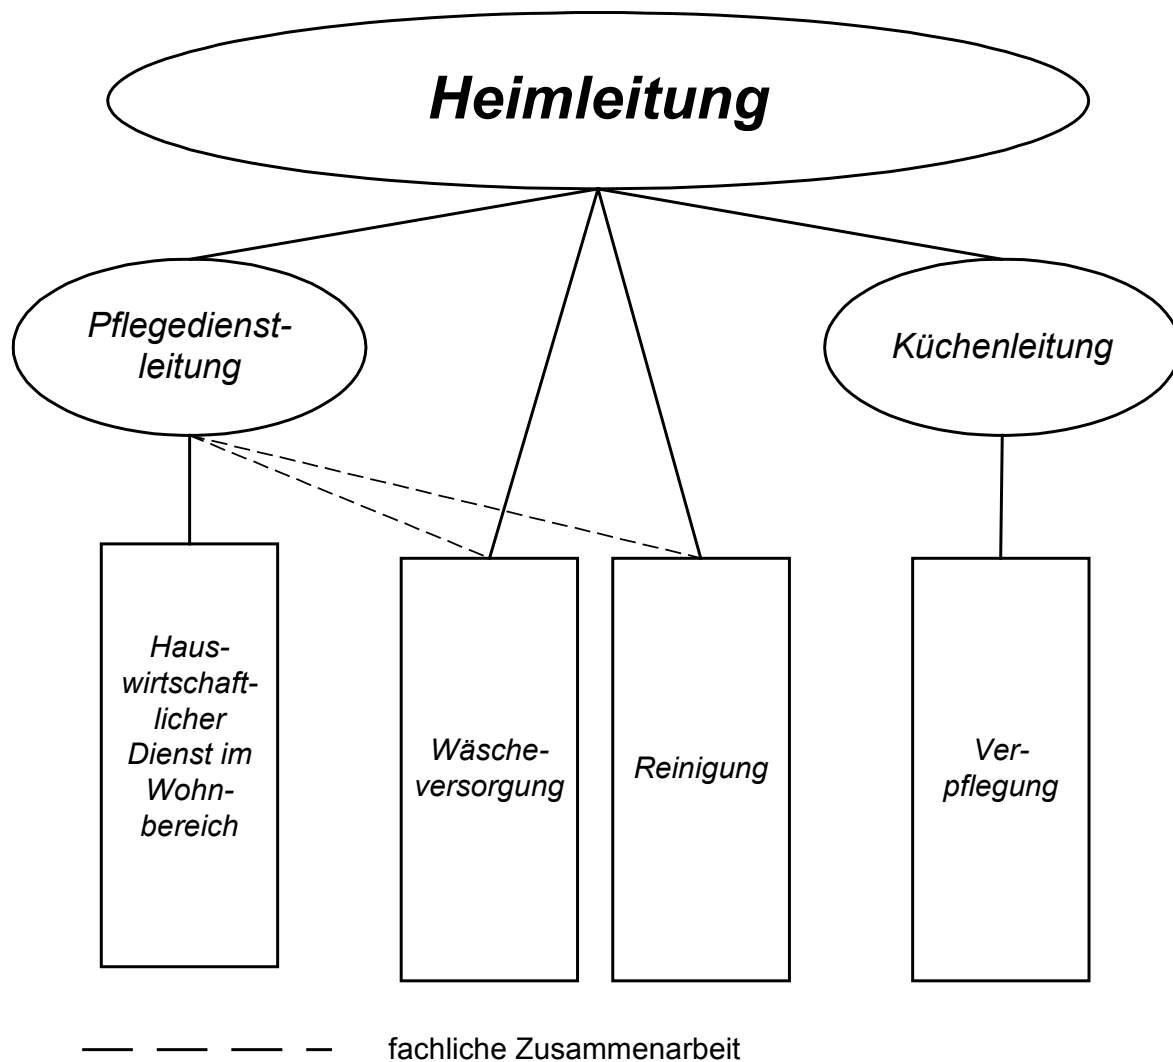 Heimleitung
Pflegedienst-
leitung
Küchenleitung
Haus-
wirtschaft-
licher
Dienst im
Wohn-
bereich
Wäsche-
versorgung
Reinigung
Ver-
pflegung
fachliche Zusammenarbeit